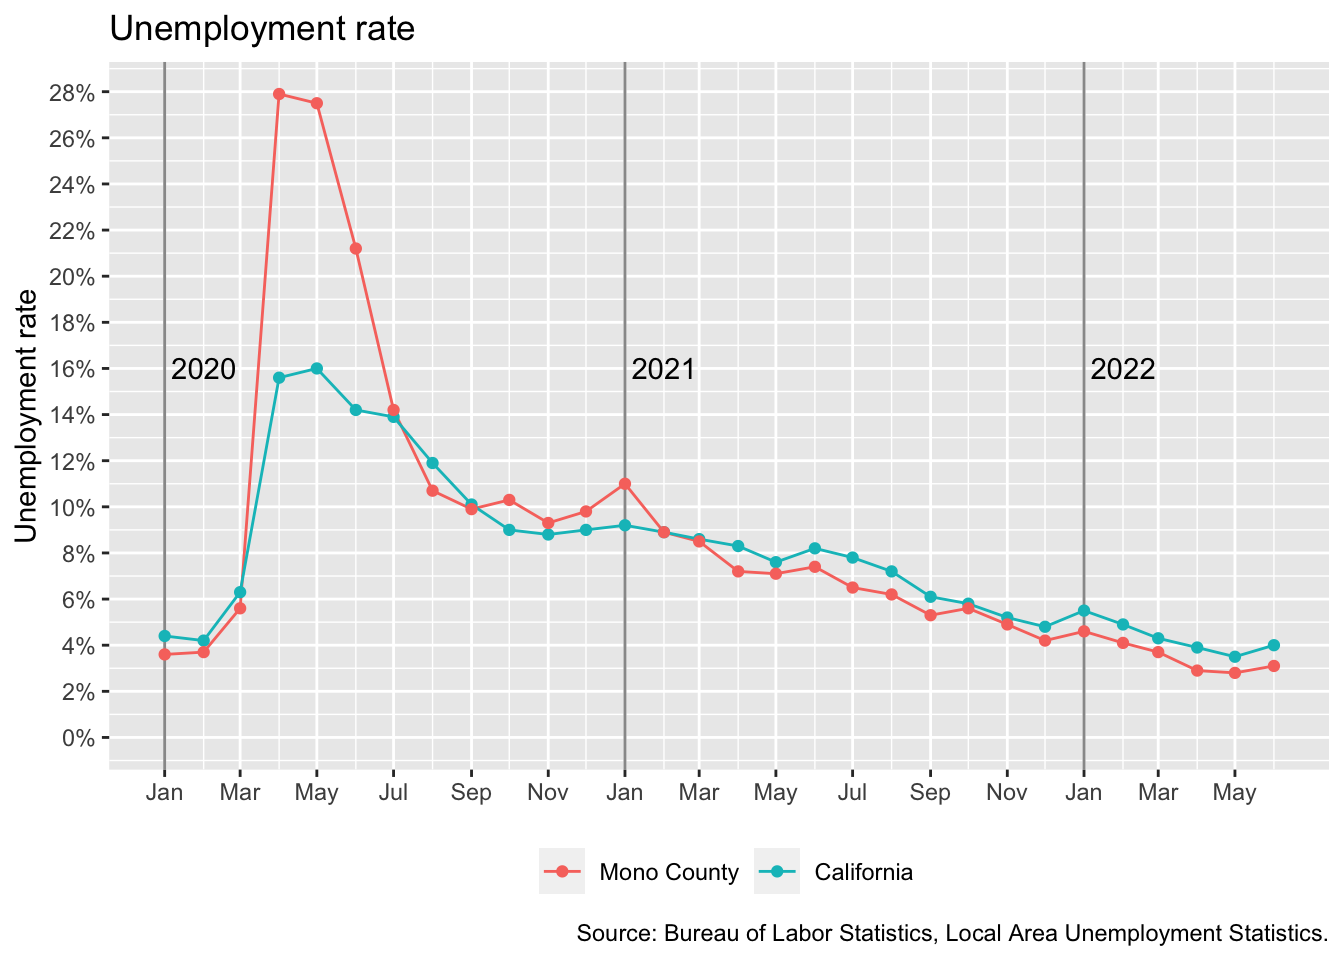 Unemployment rate
Unemployment rate
28%
26%
24%
22%
20%
18%
16%
14%
12%
10%
8%
6%
4%
2%
0%
2020 2021 2022
Jan Mar May Jul Sep Nov Jan Mar May Jul Sep Nov Jan Mar May
Mono County California
Source: Bureau of Labor Statistics, Local Area Unemployment Statistics.